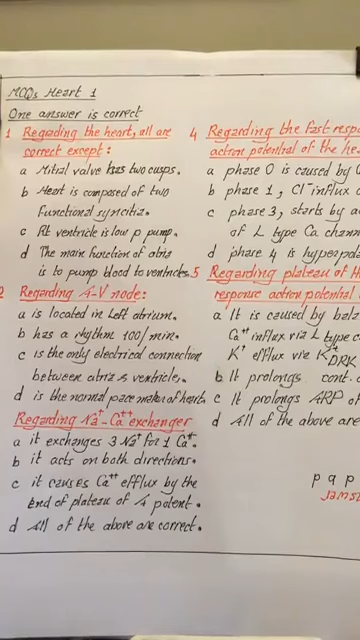 MCQs Heart 1
One answer is correct
1 Regarding the heart, all are
correct except:
a Mitral valve has two cusps.
b Heart is composed of two
Functional syncitia.
c Rt ventricle is low p pump.
d The main function of atria
is to pump blood to ventricles.
2 Regarding A-V node:
a is located in Left atrium.
b has a rhythm 100/min.
c is the only electrical connection
between atria & ventricles.
d is the normal pace maker of heart.
Regarding Na+-Ca++ exchanger
a it exchanges 3 Na+ for 1 Ca++.
b it acts on both directions.
c it causes Ca++ efflux by the
End of plateau of A potent.
d All of the above are correct.
4 Regarding the fast
action potential of the
a phase 0 is caused by
b phase 1, Cl- influx
c phase 3, starts by
of L type Ca
d phase 4 is
5 Regarding plateau of
response action potential
a It is caused by
Ca++ influx via L type
K+ efflux via K+ DRK
b It prolongs cont.
c It prolongs ARP of
d All of the above are
p q p